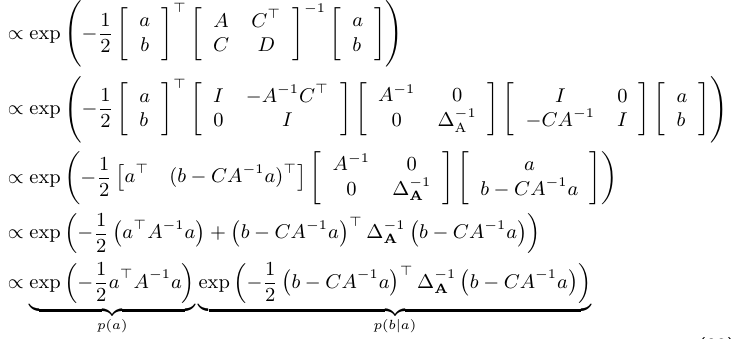 ∝ exp ( −1/2 [ a ; b ]^⊤ [ A C^⊤ ; C D ]^{−1} [ a ; b ] )
∝ exp ( −1/2 [ a ; b ]^⊤ [ I −A^{−1}C^⊤ ; 0 I ] [ A^{−1} 0 ; 0 Δ_A^{−1} ] [ I 0 ; −CA^{−1} I ] [ a ; b ] )
∝ exp ( −1/2 [ a^⊤ (b − CA^{−1}a)^⊤ ] [ A^{−1} 0 ; 0 Δ_𝐀^{−1} ] [ a ; b − CA^{−1}a ] )
∝ exp ( −1/2 (a^⊤A^{−1}a) + (b − CA^{−1}a)^⊤ Δ_𝐀^{−1} (b − CA^{−1}a) )
∝ exp ( −1/2 a^⊤A^{−1}a ) exp ( −1/2 (b − CA^{−1}a)^⊤ Δ_𝐀^{−1} (b − CA^{−1}a) )
p(a) p(b|a)